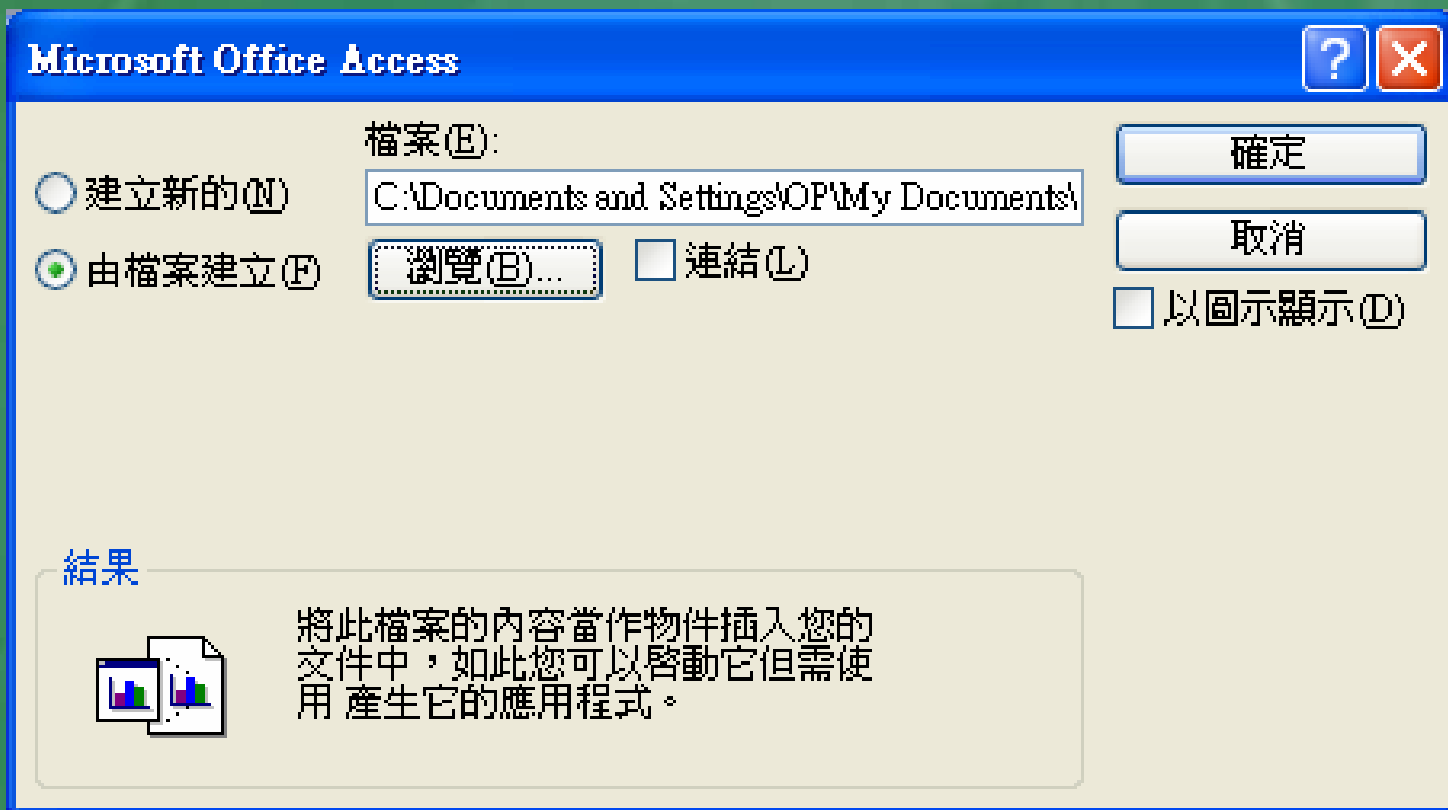 Microsoft Office Access
檔案(E):
建立新的(N)
C:\Documents and Settings\OP\My Documents\
確定
由檔案建立(F)
瀏覽(B)...
連結(L)
取消
以圖示顯示(D)
結果
將此檔案的內容當作物件插入您的
文件中，如此您可以啓動它但需使
用 產生它的應用程式。